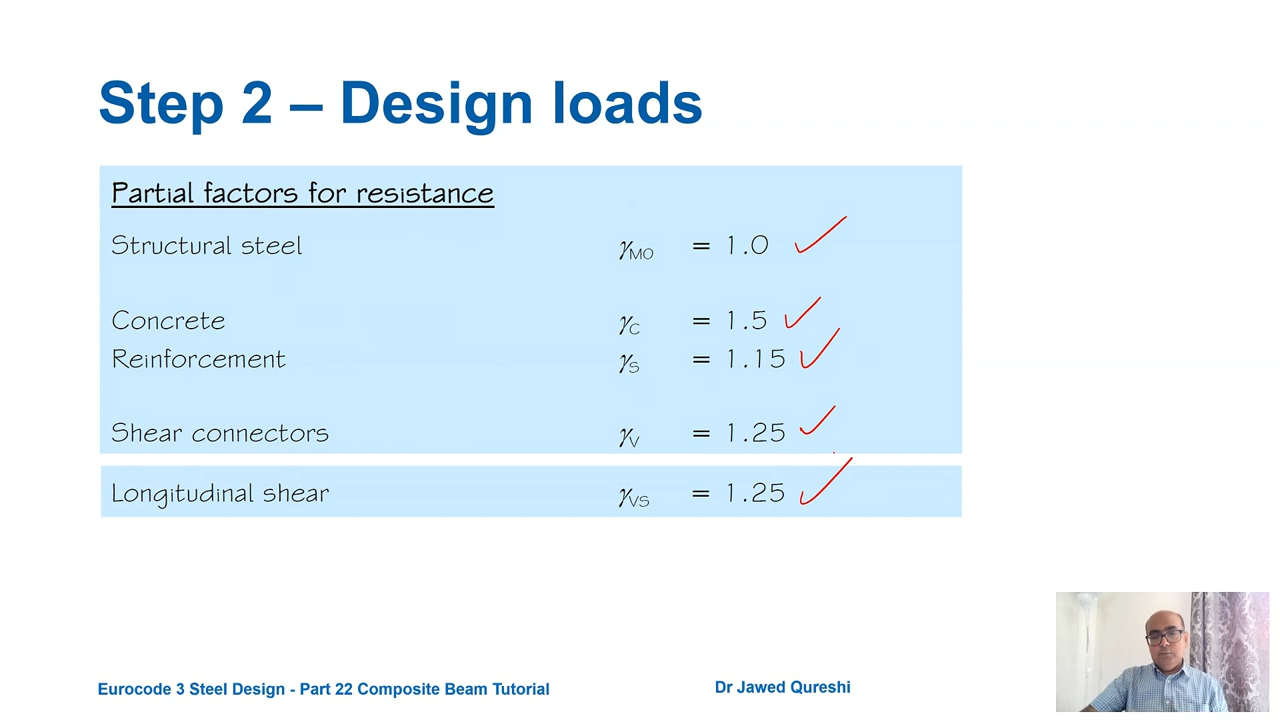 Step 2 – Design loads
Partial factors for resistance
Structural steel γM0 = 1.0
Concrete γC = 1.5
Reinforcement γS = 1.15
Shear connectors γV = 1.25
Longitudinal shear γVS = 1.25
Eurocode 3 Steel Design - Part 22 Composite Beam Tutorial Dr Jawed Qureshi